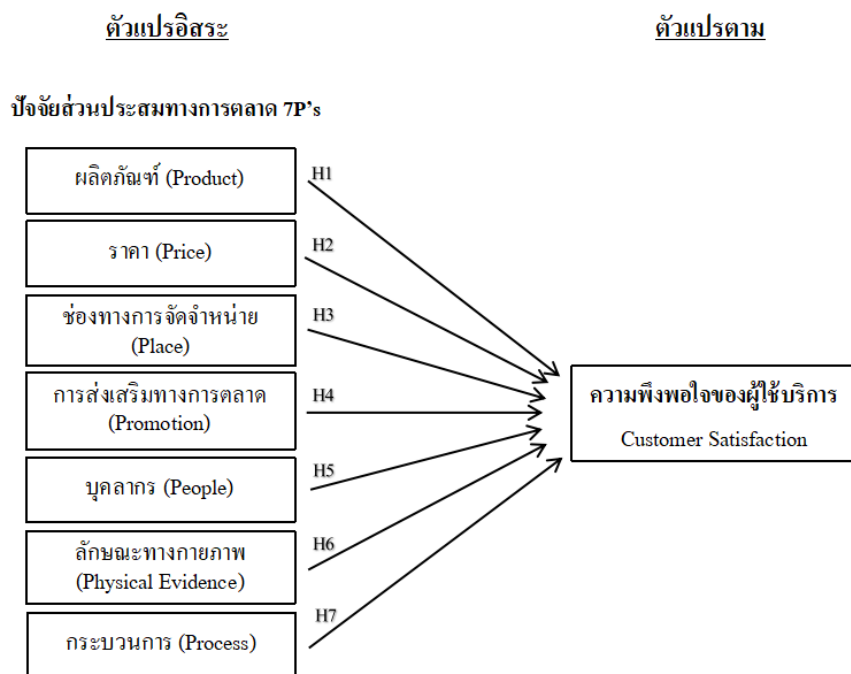 ตัวแปรอิสระ
ตัวแปรตาม
ปัจจัยส่วนประสมทางการตลาด 7P's
ผลิตภัณฑ์ (Product)
H1
ราคา (Price)
H2
ช่องทางการจัดจำหน่าย
(Place)
H3
การส่งเสริมทางการตลาด
(Promotion)
H4
บุคลากร (People)
H5
ลักษณะทางกายภาพ
(Physical Evidence)
H6
กระบวนการ (Process)
H7
ความพึงพอใจของผู้ใช้บริการ
Customer Satisfaction